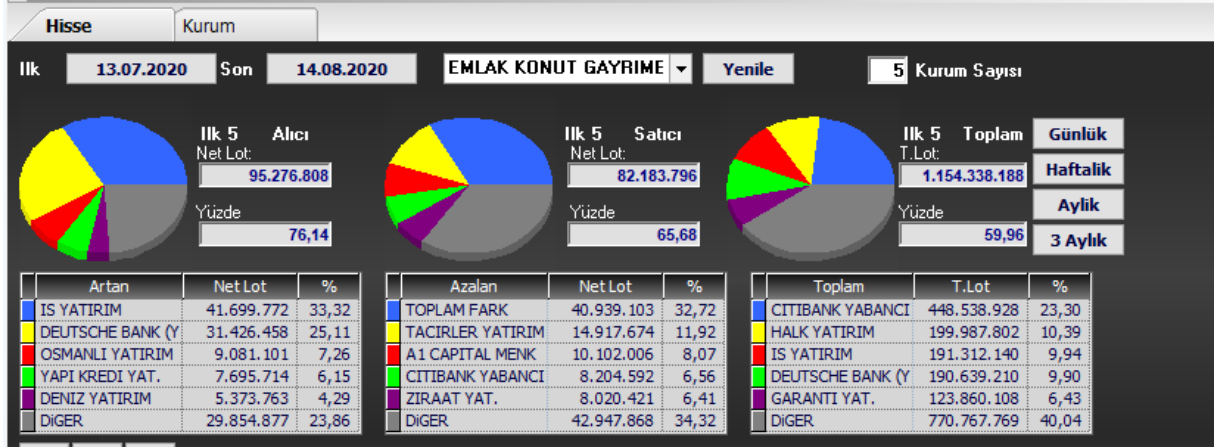 Hisse Kurum
Ilk 13.07.2020 Son 14.08.2020 EMLAK KONUT GAYRIME Yenile 5 Kurum Sayısı
Ilk 5 Alıcı
Net Lot:
95.276.808
Yüzde
76,14
Ilk 5 Satıcı
Net Lot:
82.183.796
Yüzde
65,68
Ilk 5 Toplam
T.Lot:
1.154.338.188
Yüzde
59,96
Günlük
Haftalik
Aylik
3 Aylık
Artan Net Lot %
IS YATIRIM 41.699.772 33,32
DEUTSCHE BANK (Y 31.426.458 25,11
OSMANLI YATIRIM 9.081.101 7,26
YAPI KREDI YAT. 7.695.714 6,15
DENIZ YATIRIM 5.373.763 4,29
DiGER 29.854.877 23,86
Azalan Net Lot %
TOPLAM FARK 40.939.103 32,72
TACIRLER YATIRIM 14.917.674 11,92
A1 CAPITAL MENK 10.102.006 8,07
CITIBANK YABANCI 8.204.592 6,56
ZIRAAT YAT. 8.020.421 6,41
DiGER 42.947.868 34,32
Toplam T.Lot %
CITIBANK YABANCI 448.538.928 23,30
HALK YATIRIM 199.987.802 10,39
IS YATIRIM 191.312.140 9,94
DEUTSCHE BANK (Y 190.639.210 9,90
GARANTI YAT. 123.860.108 6,43
DiGER 770.767.769 40,04